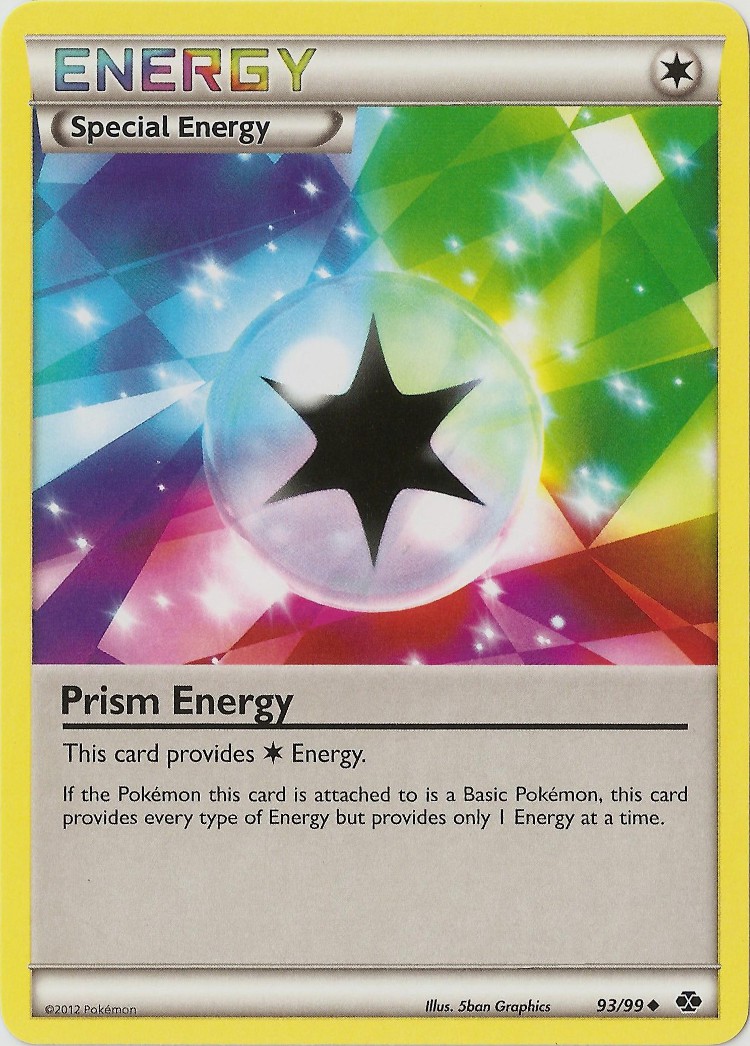 ENERGY
Special Energy
Prism Energy
This card provides Energy.
If the Pokémon this card is attached to is a Basic Pokémon, this card
provides every type of Energy but provides only 1 Energy at a time.
©2012 Pokémon
Illus. 5ban Graphics
93/99